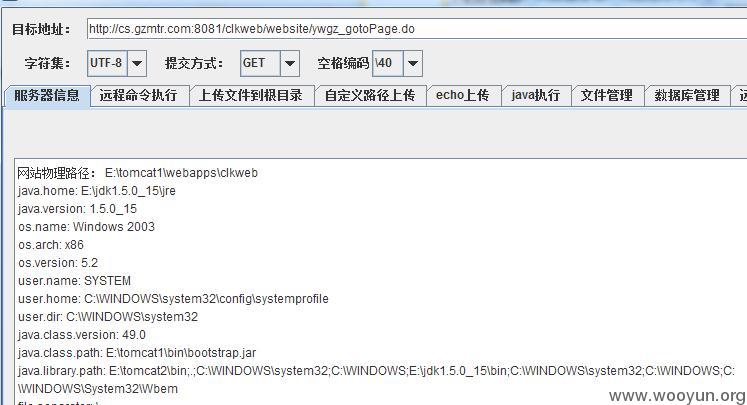 目标地址： http://cs.gzmtr.com:8081/clkweb/website/ywgz_gotoPage.do
字符集： UTF-8 提交方式： GET 空格编码 \40
服务器信息 远程命令执行 上传文件到根目录 自定义路径上传 echo上传 java执行 文件管理 数据库管理
网站物理路径： E:\tomcat1\webapps\clkweb
java.home: E:\jdk1.5.0_15\jre
java.version: 1.5.0_15
os.name: Windows 2003
os.arch: x86
os.version: 5.2
user.name: SYSTEM
user.home: C:\WINDOWS\system32\config\systemprofile
user.dir: C:\WINDOWS\system32
java.class.version: 49.0
java.class.path: E:\tomcat1\bin\bootstrap.jar
java.library.path: E:\tomcat2\bin;.;C:\WINDOWS\system32;C:\WINDOWS;E:\jdk1.5.0_15\bin;C:\WINDOWS\system32;C:\WINDOWS;C:
\WINDOWS\System32\Wbem
file.separator:\
www.wooyun.org